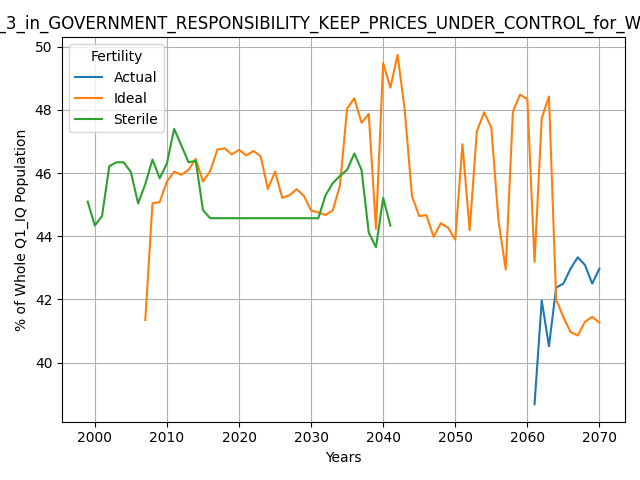 _3_in_GOVERNMENT_RESPONSIBILITY_KEEP_PRICES_UNDER_CONTROL_for_W
Fertility
Actual
Ideal
Sterile
% of Whole Q1_IQ Population
50
48
46
44
42
40
2000 2010 2020 2030 2040 2050 2060 2070
Years